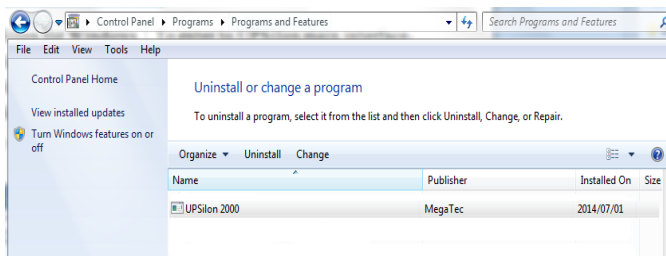 Control Panel ▸ Programs ▸ Programs and Features
Search Programs and Features
File Edit View Tools Help
Control Panel Home
View installed updates
Turn Windows features on or
off
Uninstall or change a program
To uninstall a program, select it from the list and then click Uninstall, Change, or Repair.
Organize Uninstall Change
Name Publisher Installed On Size
UPSilon 2000 MegaTec 2014/07/01